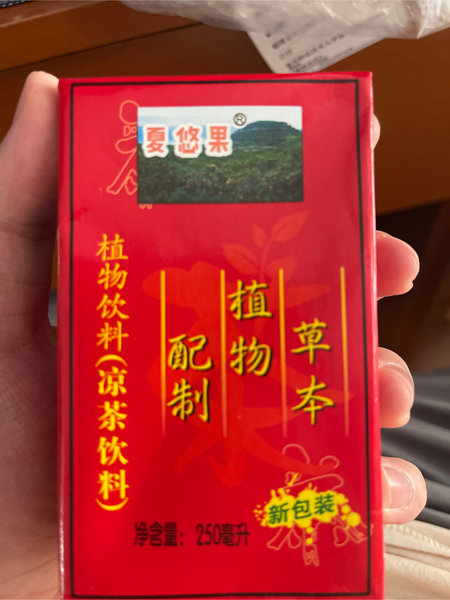 夏悠果®
草本
植物
配制
植物饮料(凉茶饮料)
新包装
净含量：250毫升